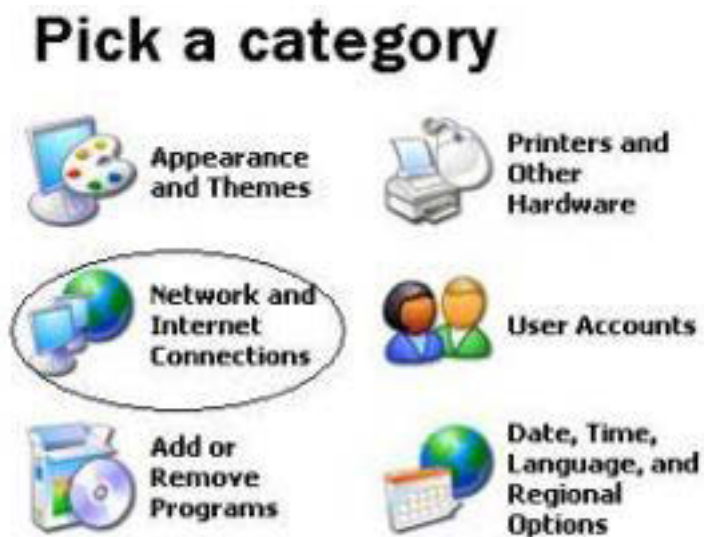 Pick a category
Appearance
and Themes
Printers and
Other
Hardware
Network and
Internet
Connections
User Accounts
Add or
Remove
Programs
Date, Time,
Language, and
Regional
Options